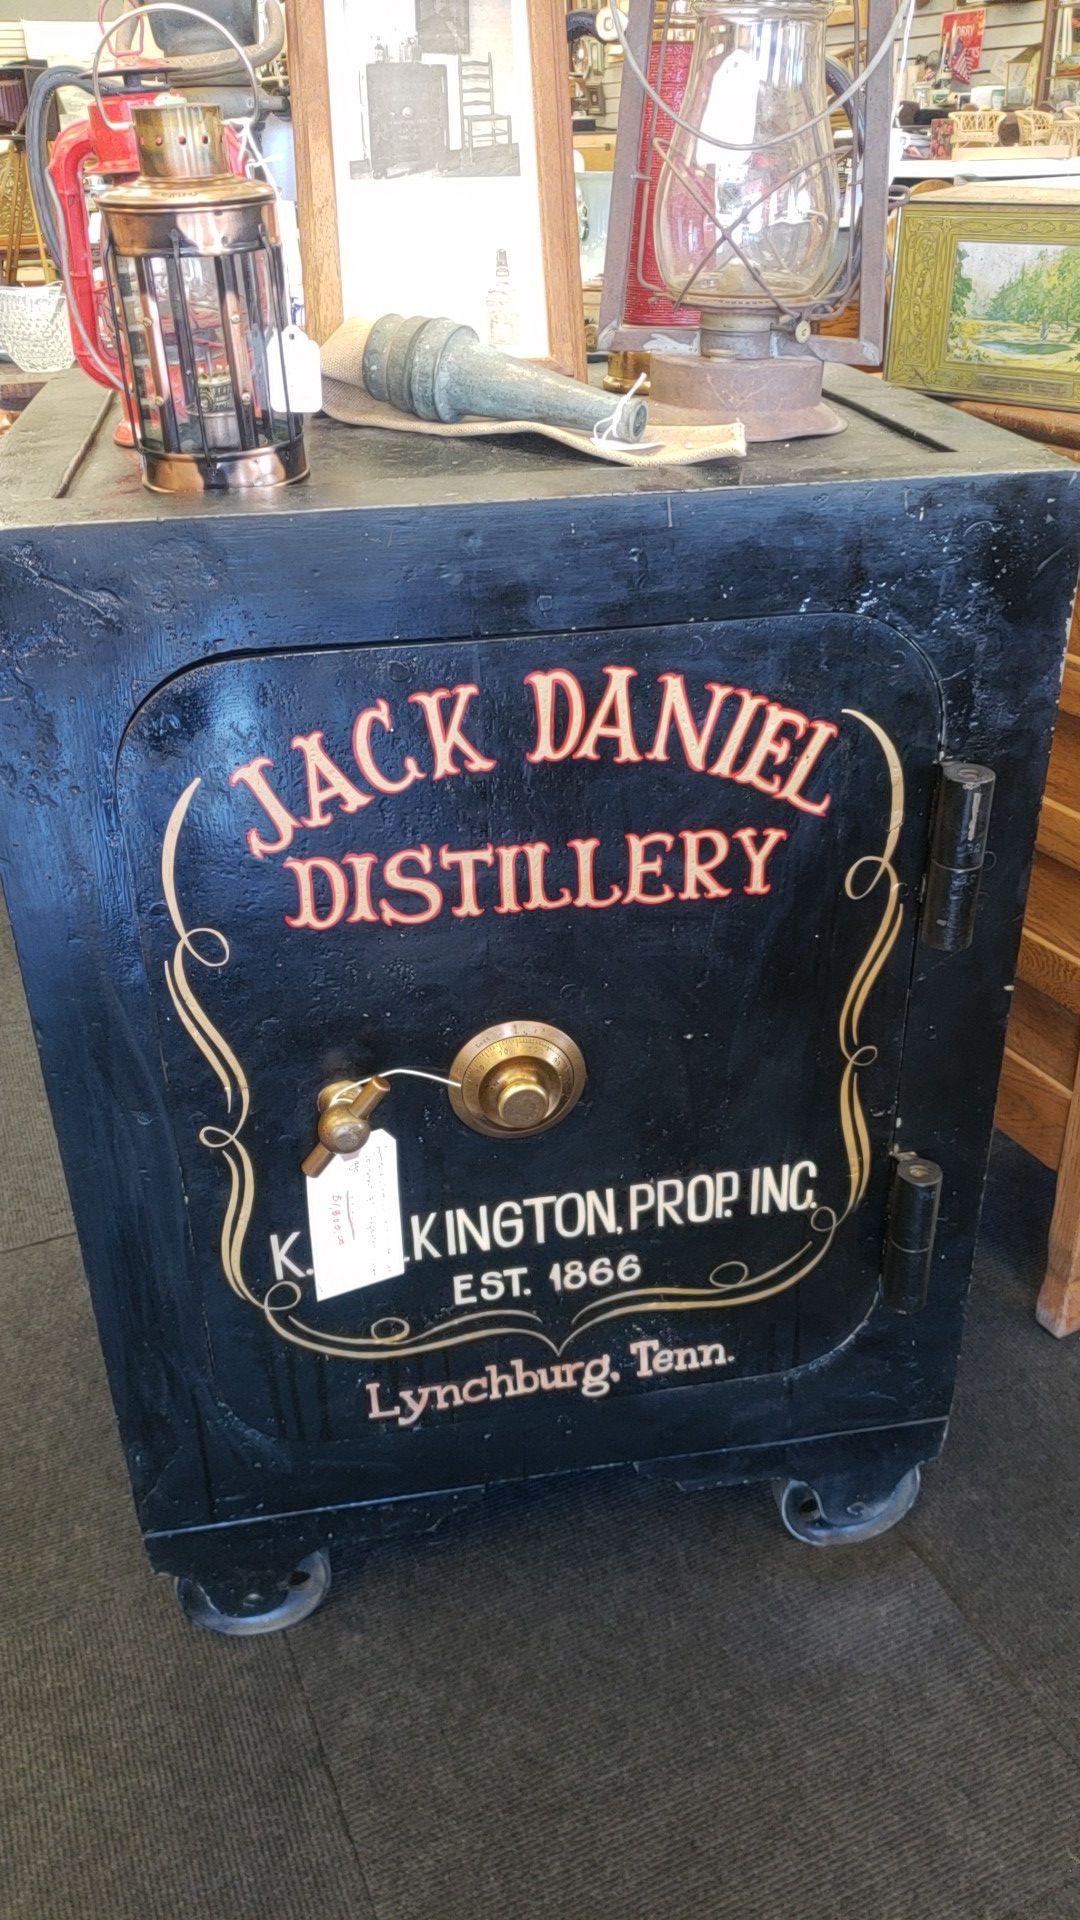 JACK DANIEL
DISTILLERY
K. KINGTON, PROP. INC.
EST. 1866
Lynchburg, Tenn.